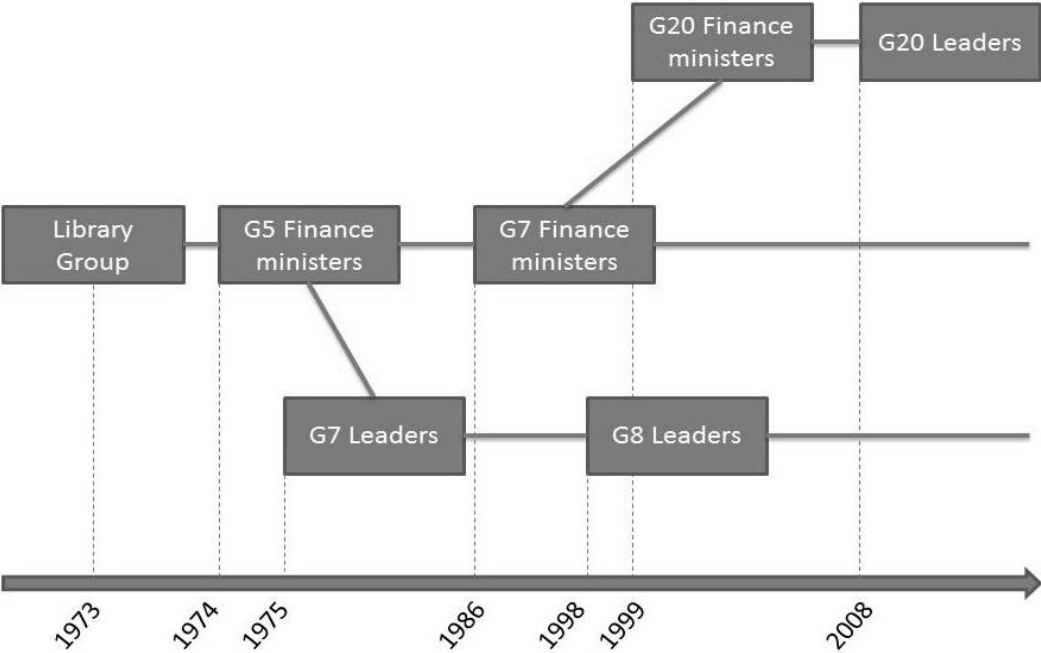 G20 Finance
ministers
G20 Leaders
Library
Group
G5 Finance
ministers
G7 Finance
ministers
G7 Leaders
G8 Leaders
1973
1974
1975
1986
1998
1999
2008